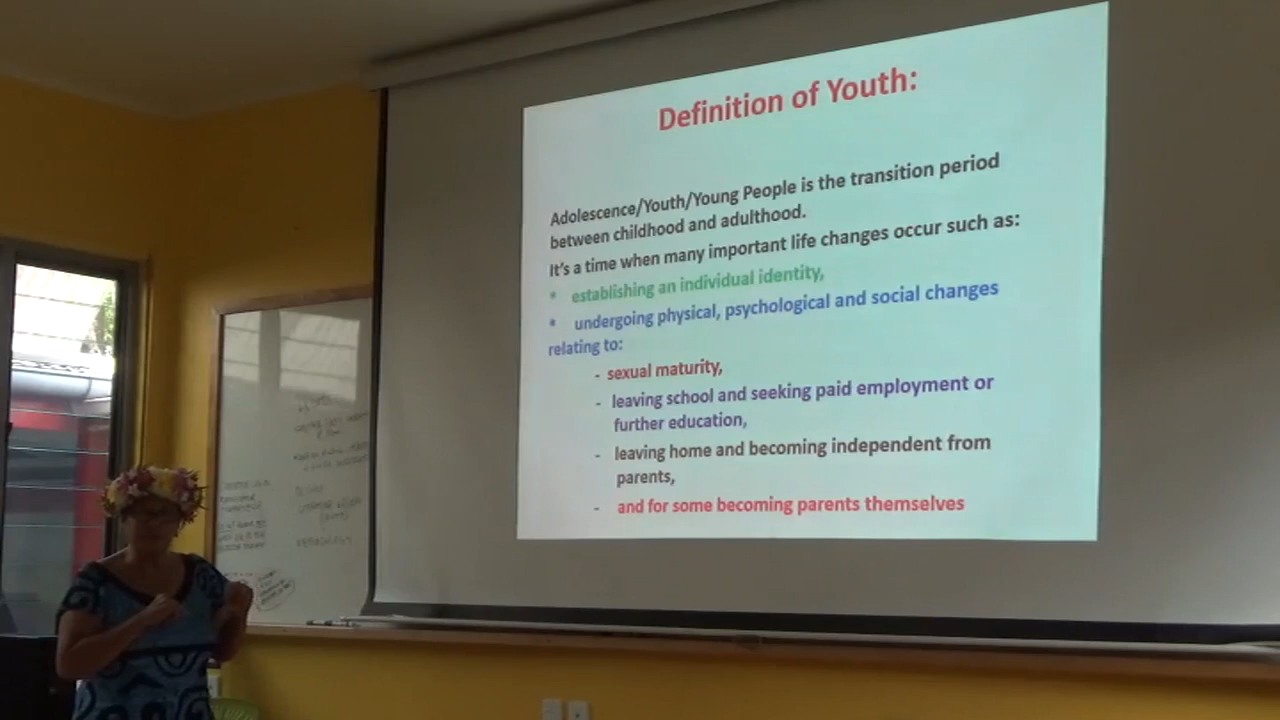 Definition of Youth:
Adolescence/Youth/Young People is the transition period
between childhood and adulthood.
It's a time when many important life changes occur such as:
• establishing an individual identity,
• undergoing physical, psychological and social changes
relating to:
- sexual maturity,
- leaving school and seeking paid employment or
further education,
- leaving home and becoming independent from
parents,
- and for some becoming parents themselves